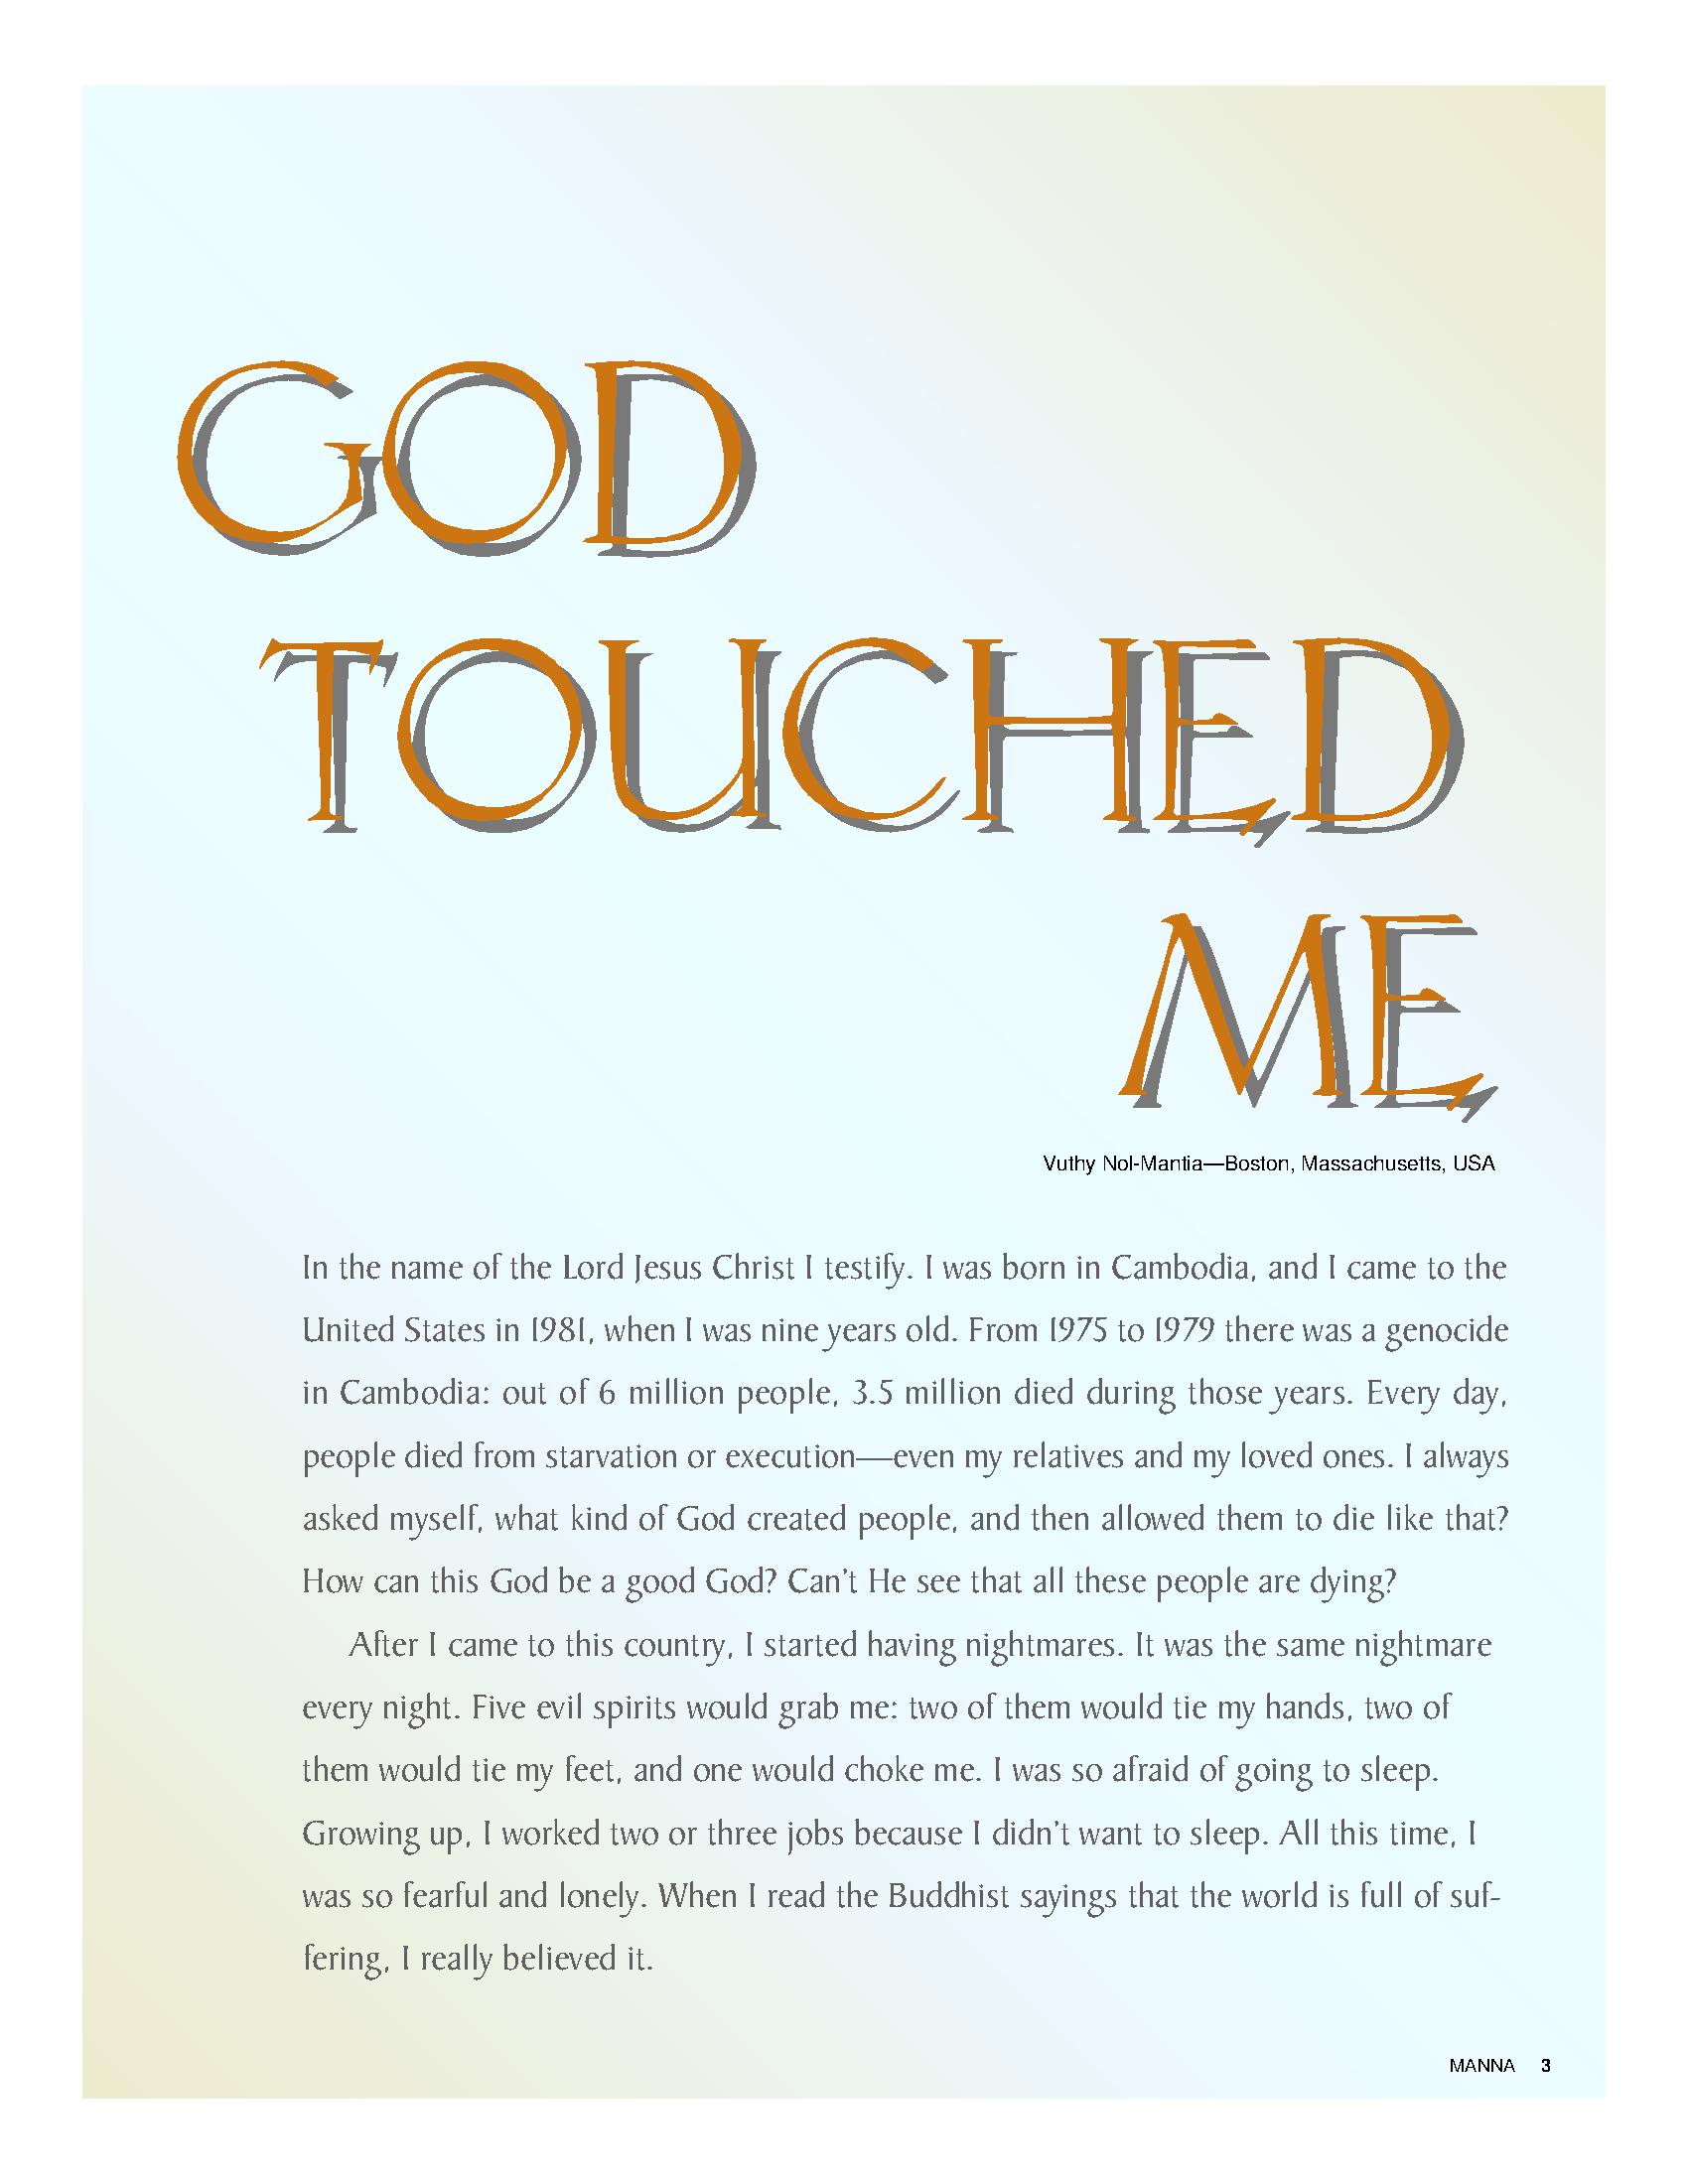 GOD
TOUCHED
ME
Vuthy Nol-Mantia—Boston, Massachusetts, USA
In the name of the Lord Jesus Christ I testify. I was born in Cambodia, and I came to the
United States in 1981, when I was nine years old. From 1975 to 1979 there was a genocide
in Cambodia: out of 6 million people, 3.5 million died during those years. Every day,
people died from starvation or execution—even my relatives and my loved ones. I always
asked myself, what kind of God created people, and then allowed them to die like that?
How can this God be a good God? Can't He see that all these people are dying?
After I came to this country, I started having nightmares. It was the same nightmare
every night. Five evil spirits would grab me: two of them would tie my hands, two of
them would tie my feet, and one would choke me. I was so afraid of going to sleep.
Growing up, I worked two or three jobs because I didn't want to sleep. All this time, I
was so fearful and lonely. When I read the Buddhist sayings that the world is full of suf-
fering, I really believed it.
MANNA 3